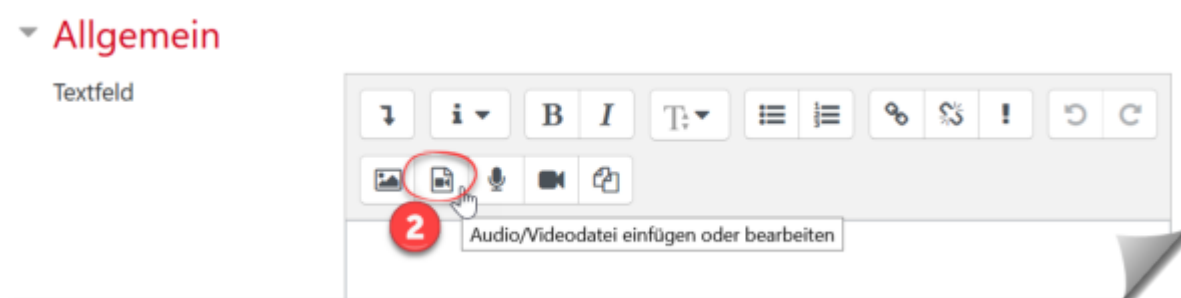 Allgemein
Textfeld
B I
2
Audio/Videodatei einfügen oder bearbeiten